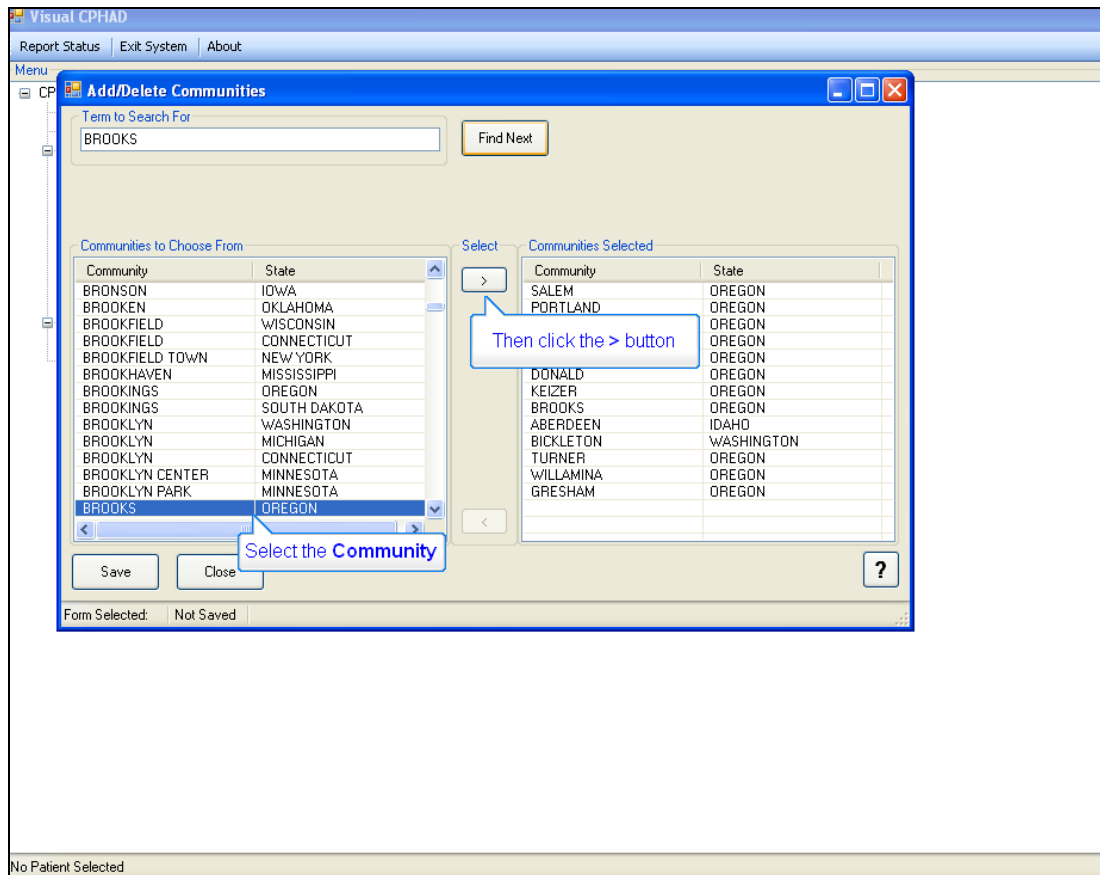 Visual CPHAD
Report Status Exit System About
Menu
CP
Add/Delete Communities
Term to Search For
BROOKS
Find Next
Communities to Choose From
Select
Communities Selected
Community State
BRONSON IOWA
BROOKEN OKLAHOMA
BROOKFIELD WISCONSIN
BROOKFIELD CONNECTICUT
BROOKFIELD TOWN NEW YORK
BROOKHAVEN MISSISSIPPI
BROOKINGS OREGON
BROOKINGS SOUTH DAKOTA
BROOKLYN WASHINGTON
BROOKLYN MICHIGAN
BROOKLYN CONNECTICUT
BROOKLYN CENTER MINNESOTA
BROOKLYN PARK MINNESOTA
BROOKS OREGON
>
Then click the > button
<
Community State
SALEM OREGON
PORTLAND OREGON
OREGON
OREGON
OREGON
DONALD OREGON
KEIZER OREGON
BROOKS OREGON
ABERDEEN IDAHO
BICKLETON WASHINGTON
TURNER OREGON
WILLAMINA OREGON
GRESHAM OREGON
Select the Community
Save Close
?
Form Selected: Not Saved
No Patient Selected